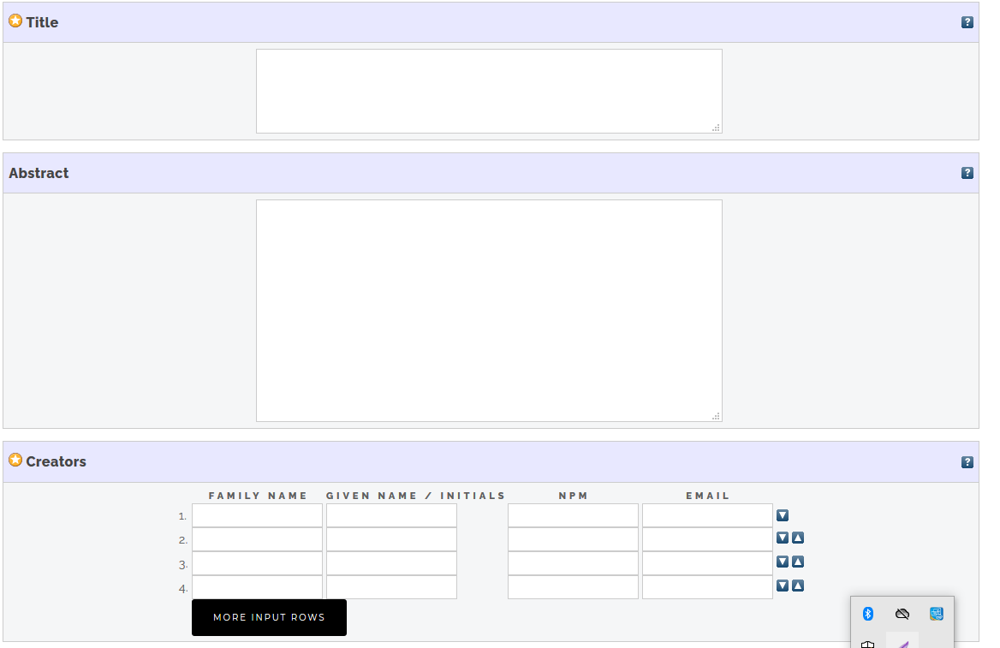 Title
?
Abstract
?
Creators
?
FAMILY NAME GIVEN NAME / INITIALS NPM EMAIL
1.
2.
3.
4.
MORE INPUT ROWS